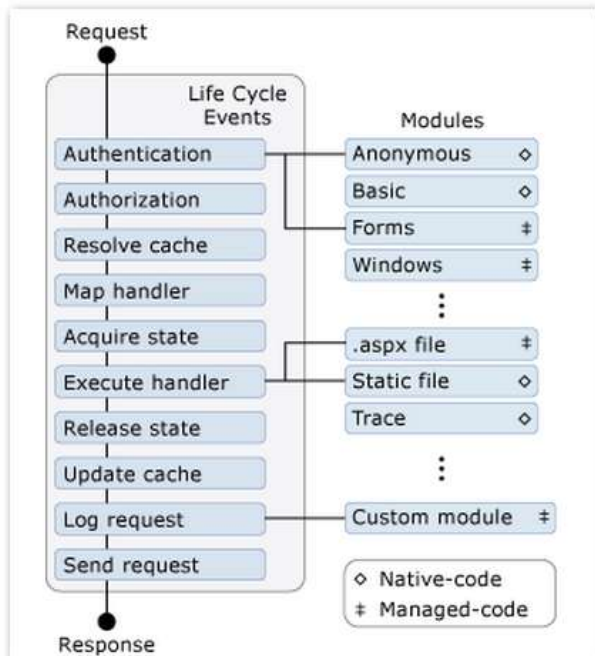 Request
Life Cycle
Events
Authentication
Authorization
Resolve cache
Map handler
Acquire state
Execute handler
Release state
Update cache
Log request
Send request
Response
Modules
Anonymous ◇
Basic ◇
Forms ‡
Windows ‡
⋮
.aspx file ‡
Static file ◇
Trace ◇
⋮
Custom module ‡
◇ Native-code
‡ Managed-code